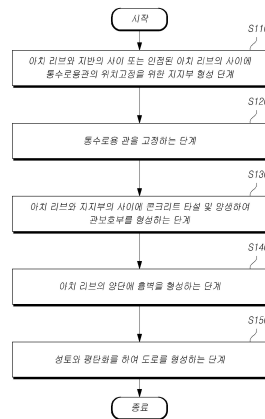 시작
S110
아치 리브와 지반의 사이 또는 인접된 아치 리브의 사이에
통수로용관의 위치고정을 위한 지지부 형성 단계
S120
통수로용 관을 고정하는 단계
S130
아치 리브와 지지부의 사이에 콘크리트 타설 및 양생하여
관보호부를 형성하는 단계
S140
아치 리브의 양단에 흙벽을 형성하는 단계
S150
성토와 평탄화를 하여 도로를 형성하는 단계
종료